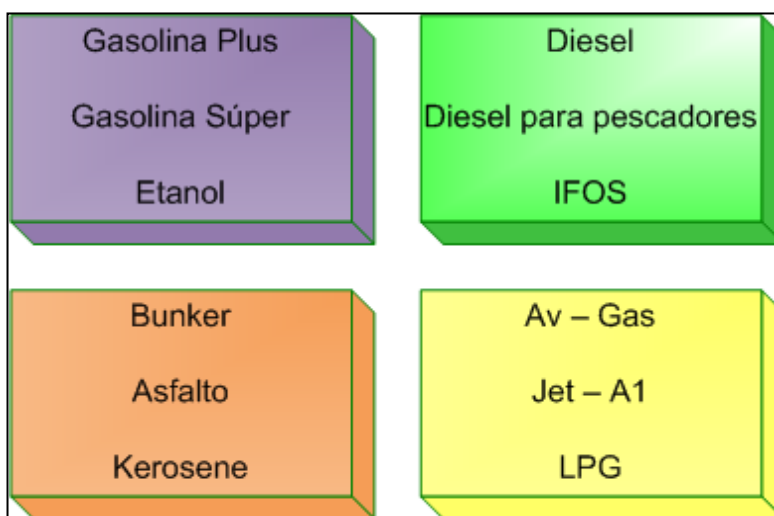 Gasolina Plus
Gasolina Súper
Etanol
Diesel
Diesel para pescadores
IFOS
Bunker
Asfalto
Kerosene
Av – Gas
Jet – A1
LPG